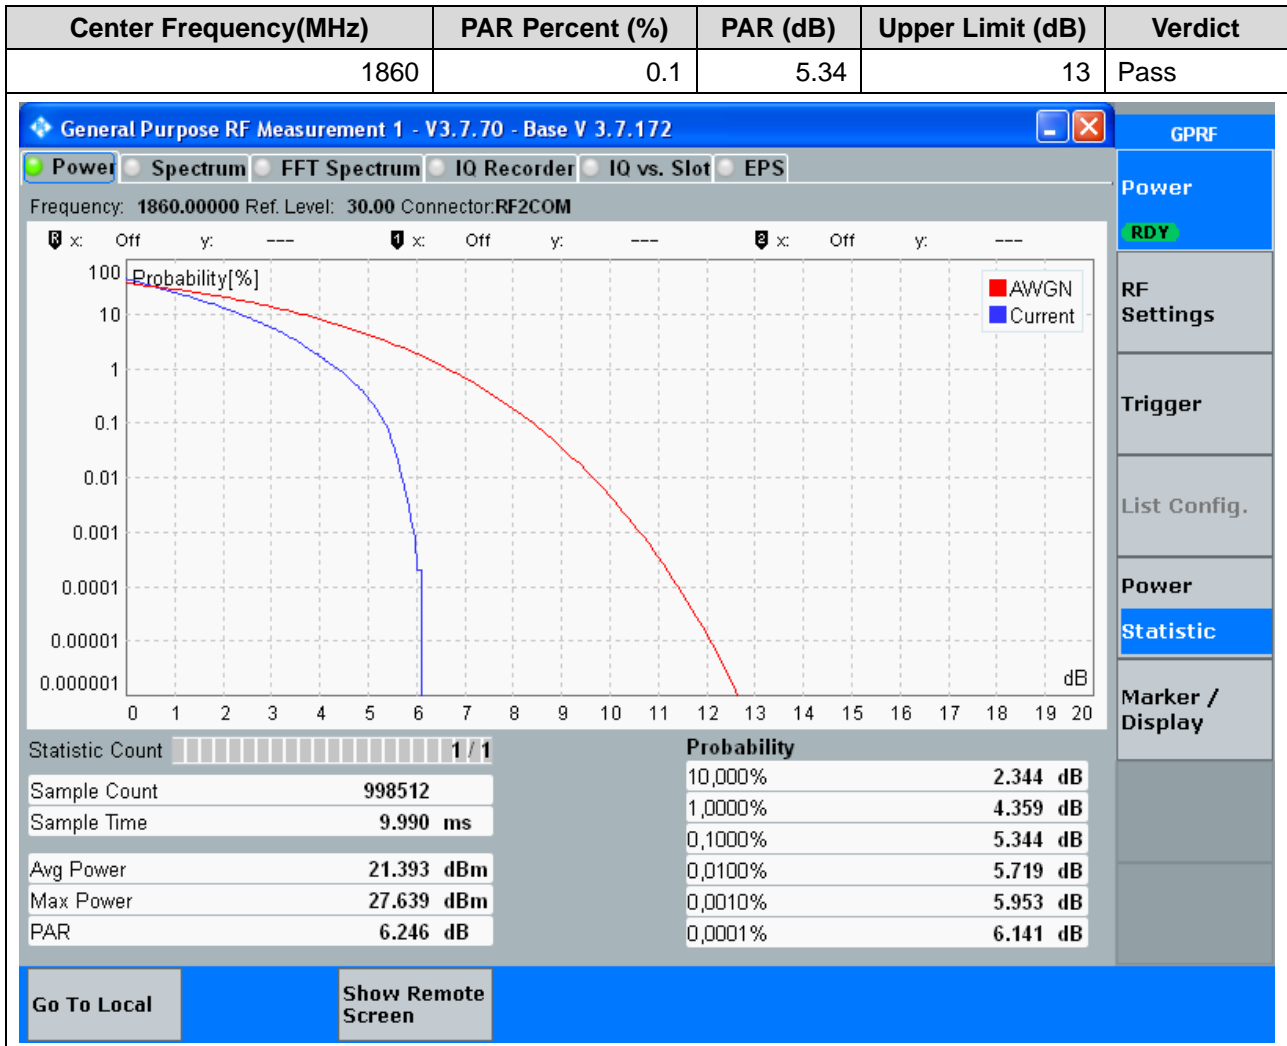 Center Frequency(MHz) PAR Percent (%) PAR (dB) Upper Limit (dB) Verdict
1860 0.1 5.34 13 Pass
General Purpose RF Measurement 1 - V3.7.70 - Base V 3.7.172
GPRF
Power Spectrum FFT Spectrum IQ Recorder IQ vs. Slot EPS
Power
RDY
Frequency: 1860.00000 Ref. Level: 30.00 Connector:RF2COM
R x: Off y: --- 1 x: Off y: --- 2 x: Off y: ---
Probability[%]
AWGN
Current
100
10
1
0.1
0.01
0.001
0.0001
0.00001
0.000001
dB
0 1 2 3 4 5 6 7 8 9 10 11 12 13 14 15 16 17 18 19 20
RF
Settings
Trigger
List Config.
Power
Statistic
Marker /
Display
Statistic Count 1 / 1
Sample Count 998512
Sample Time 9.990 ms
Avg Power 21.393 dBm
Max Power 27.639 dBm
PAR 6.246 dB
Probability
10,000% 2.344 dB
1,0000% 4.359 dB
0,1000% 5.344 dB
0,0100% 5.719 dB
0,0010% 5.953 dB
0,0001% 6.141 dB
Go To Local
Show Remote
Screen